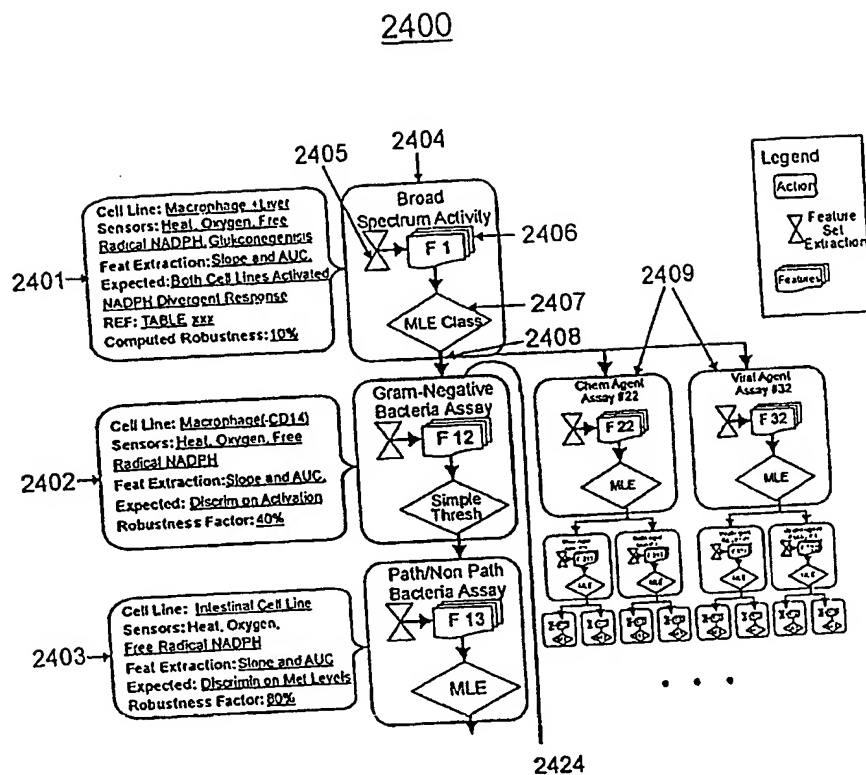 2400
2404
2405
Broad
Spectrum Activity
F 1
2406
2407
MLE Class
2408
2409
Legend
Action
Feature
Set
Extraction
Features
2401
Cell Line: Macrophage +Liver
Sensors: Heat, Oxygen, Free
Radical NADPH, Glukonegenisis
Feat Extraction: Slope and AUC,
Expected: Both Cell Lines Activated
NADPH Divergent Response
REF: TABLE xxx
Computed Robustness: 10%
Gram-Negative
Bacteria Assay
F 12
Simple
Thresh
Chem Agent
Assay #22
F 22
MLE
Viral Agent
Assay #32
F 32
MLE
2402
Cell Line: Macrophage(-CD14)
Sensors: Heat, Oxygen, Free
Radical NADPH
Feat Extraction: Slope and AUC,
Expected: Discrim on Activation
Robustness Factor: 40%
Path/Non Path
Bacteria Assay
F 13
MLE
2403
Cell Line: Intestinal Cell Line
Sensors: Heat, Oxygen,
Free Radical NADPH
Feat Extraction: Slope and AUC
Expected: Discrimin on Met Levels
Robustness Factor: 80%
2424